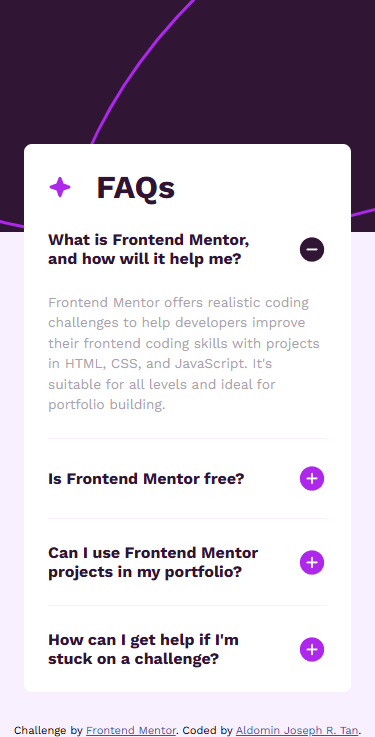 FAQs
What is Frontend Mentor,
and how will it help me?
Frontend Mentor offers realistic coding
challenges to help developers improve
their frontend coding skills with projects
in HTML, CSS, and JavaScript. It's
suitable for all levels and ideal for
portfolio building.
Is Frontend Mentor free?
Can I use Frontend Mentor
projects in my portfolio?
How can I get help if I'm
stuck on a challenge?
Challenge by Frontend Mentor. Coded by Aldomin Joseph R. Tan.